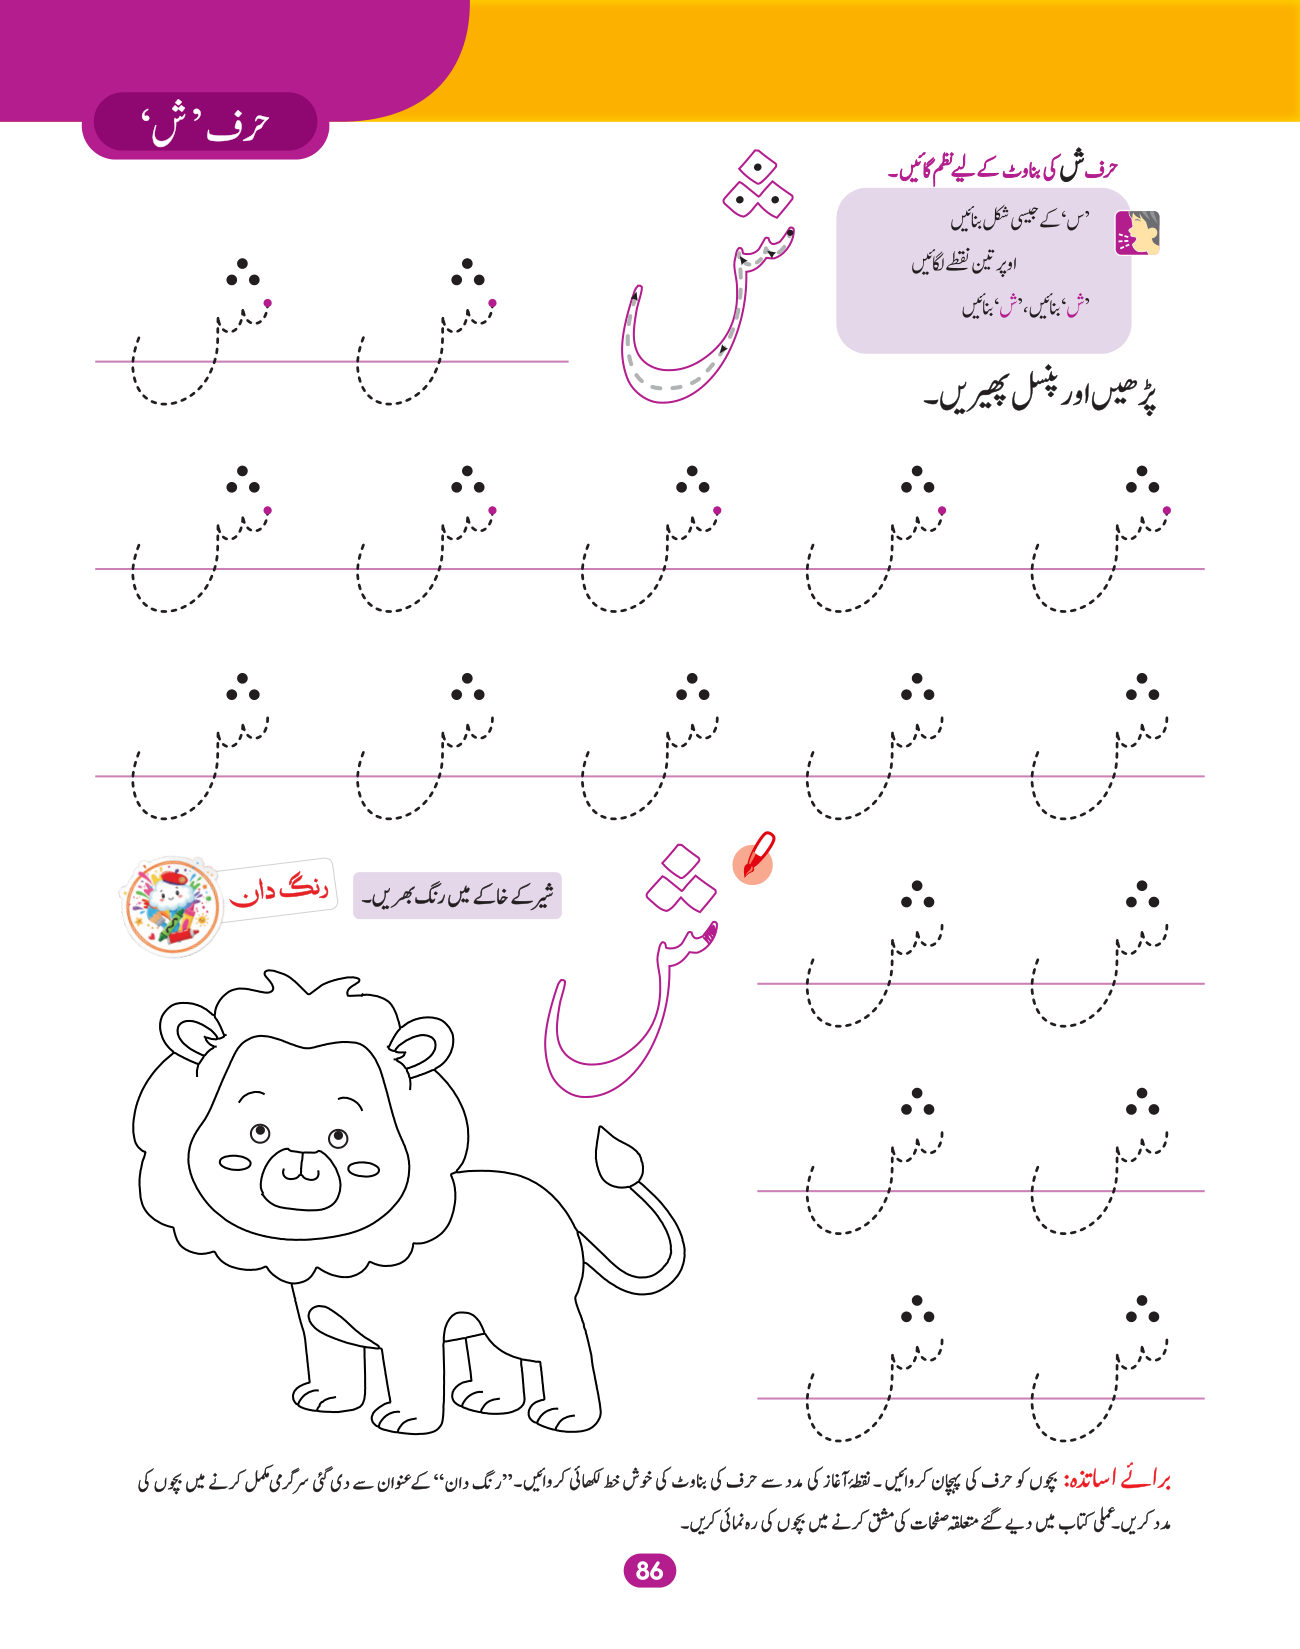 حرف ’ش‘
حرف ش کی بناوٹ کے لیے نظم گائیں۔
’س‘ کے جیسی شکل بنائیں
اوپر تین نقطے لگائیں
’ش‘ بنائیں، ’ش‘ بنائیں
ش
پڑھیں اور پنسل پھیریں۔
ش ش
ش ش ش ش ش
ش ش ش ش ش
رنگ دان
شیر کے خاکے میں رنگ بھریں۔
ش
ش ش
ش ش
ش ش
برائے اساتذہ: بچوں کو حرف کی پہچان کروائیں۔ نقطۂ آغاز کی مدد سے حرف کی بناوٹ کی خوش خط لکھائی کروائیں۔ ”رنگ دان“ کے عنوان سے دی گئی سرگرمی مکمل کرنے میں بچوں کی
مدد کریں۔ عملی کتاب میں دیے گئے متعلقہ صفحات کی مشق کرنے میں بچوں کی رہ نمائی کریں۔
86